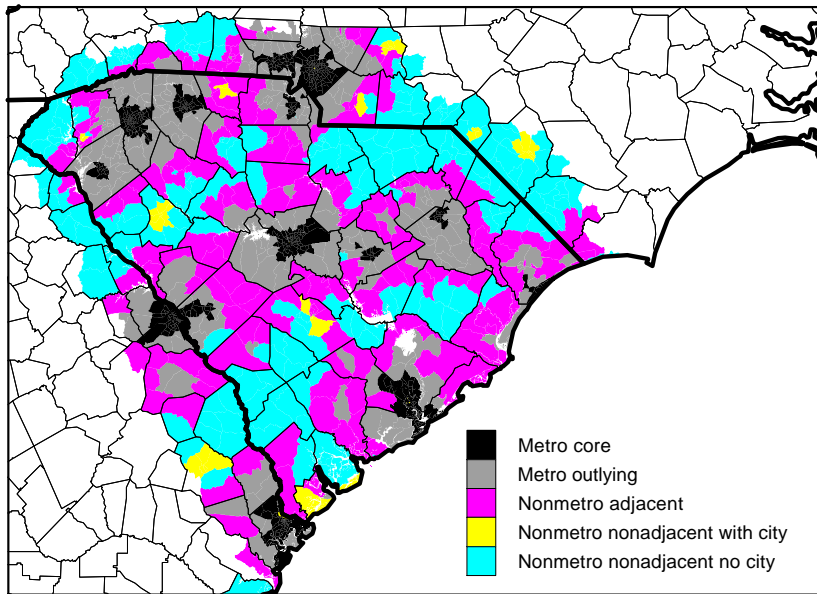 Metro core
Metro outlying
Nonmetro adjacent
Nonmetro nonadjacent with city
Nonmetro nonadjacent no city